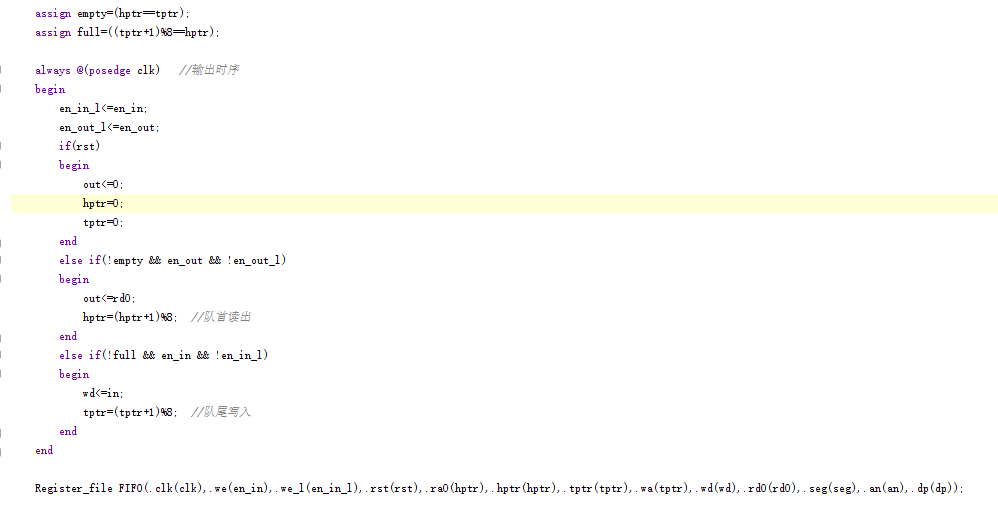 assign empty=(hptr==tptr);
assign full=((tptr+1)%8==hptr);
always @(posedge clk) //输出时序
begin
en_in_l<=en_in;
en_out_l<=en_out;
if(rst)
begin
out<=0;
hptr=0;
tptr=0;
end
else if(!empty && en_out && !en_out_l)
begin
out<=rd0;
hptr=(hptr+1)%8; //队首读出
end
else if(!full && en_in && !en_in_l)
begin
wd<=in;
tptr=(tptr+1)%8; //队尾写入
end
end
Register_file FIFO(.clk(clk),.we(en_in),.we_l(en_in_l),.rst(rst),.ra0(hptr),.hptr(hptr),.tptr(tptr),.wa(tptr),.wd(wd),.rd0(rd0),.seg(seg),.an(an),.dp(dp));